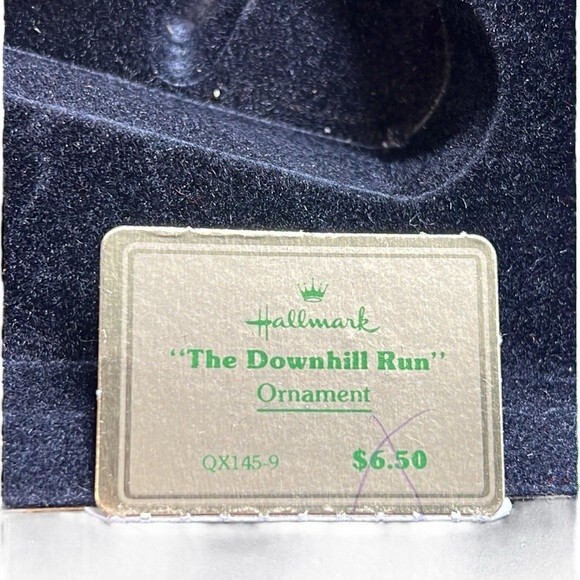 Hallmark
“The Downhill Run”
Ornament
QX145-9 $6.50